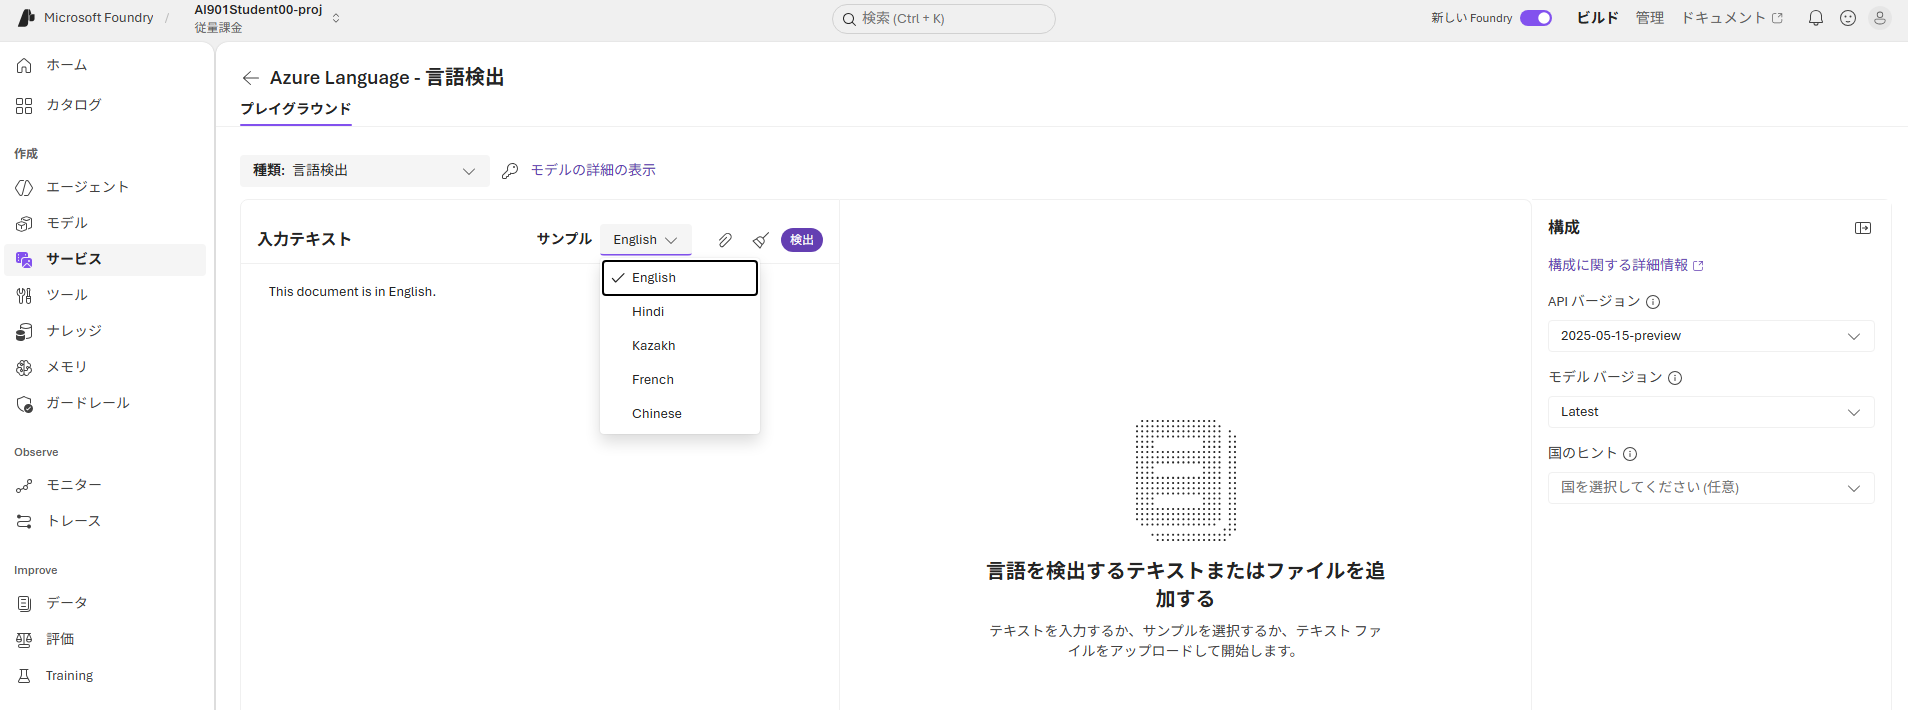 Microsoft Foundry /
AI901Student00-proj
従量課金
検索 (Ctrl + K)
新しい Foundry
ビルド
管理
ドキュメント
ホーム
カタログ
作成
エージェント
モデル
サービス
ツール
ナレッジ
メモリ
ガードレール
Observe
モニター
トレース
Improve
データ
評価
Training
Azure Language - 言語検出
プレイグラウンド
種類: 言語検出
モデルの詳細の表示
入力テキスト
サンプル
English
検出
This document is in English.
English
Hindi
Kazakh
French
Chinese
言語を検出するテキストまたはファイルを追
加する
テキストを入力するか、サンプルを選択するか、テキスト ファ
イルをアップロードして開始します。
構成
構成に関する詳細情報
API バージョン
2025-05-15-preview
モデル バージョン
Latest
国のヒント
国を選択してください (任意)